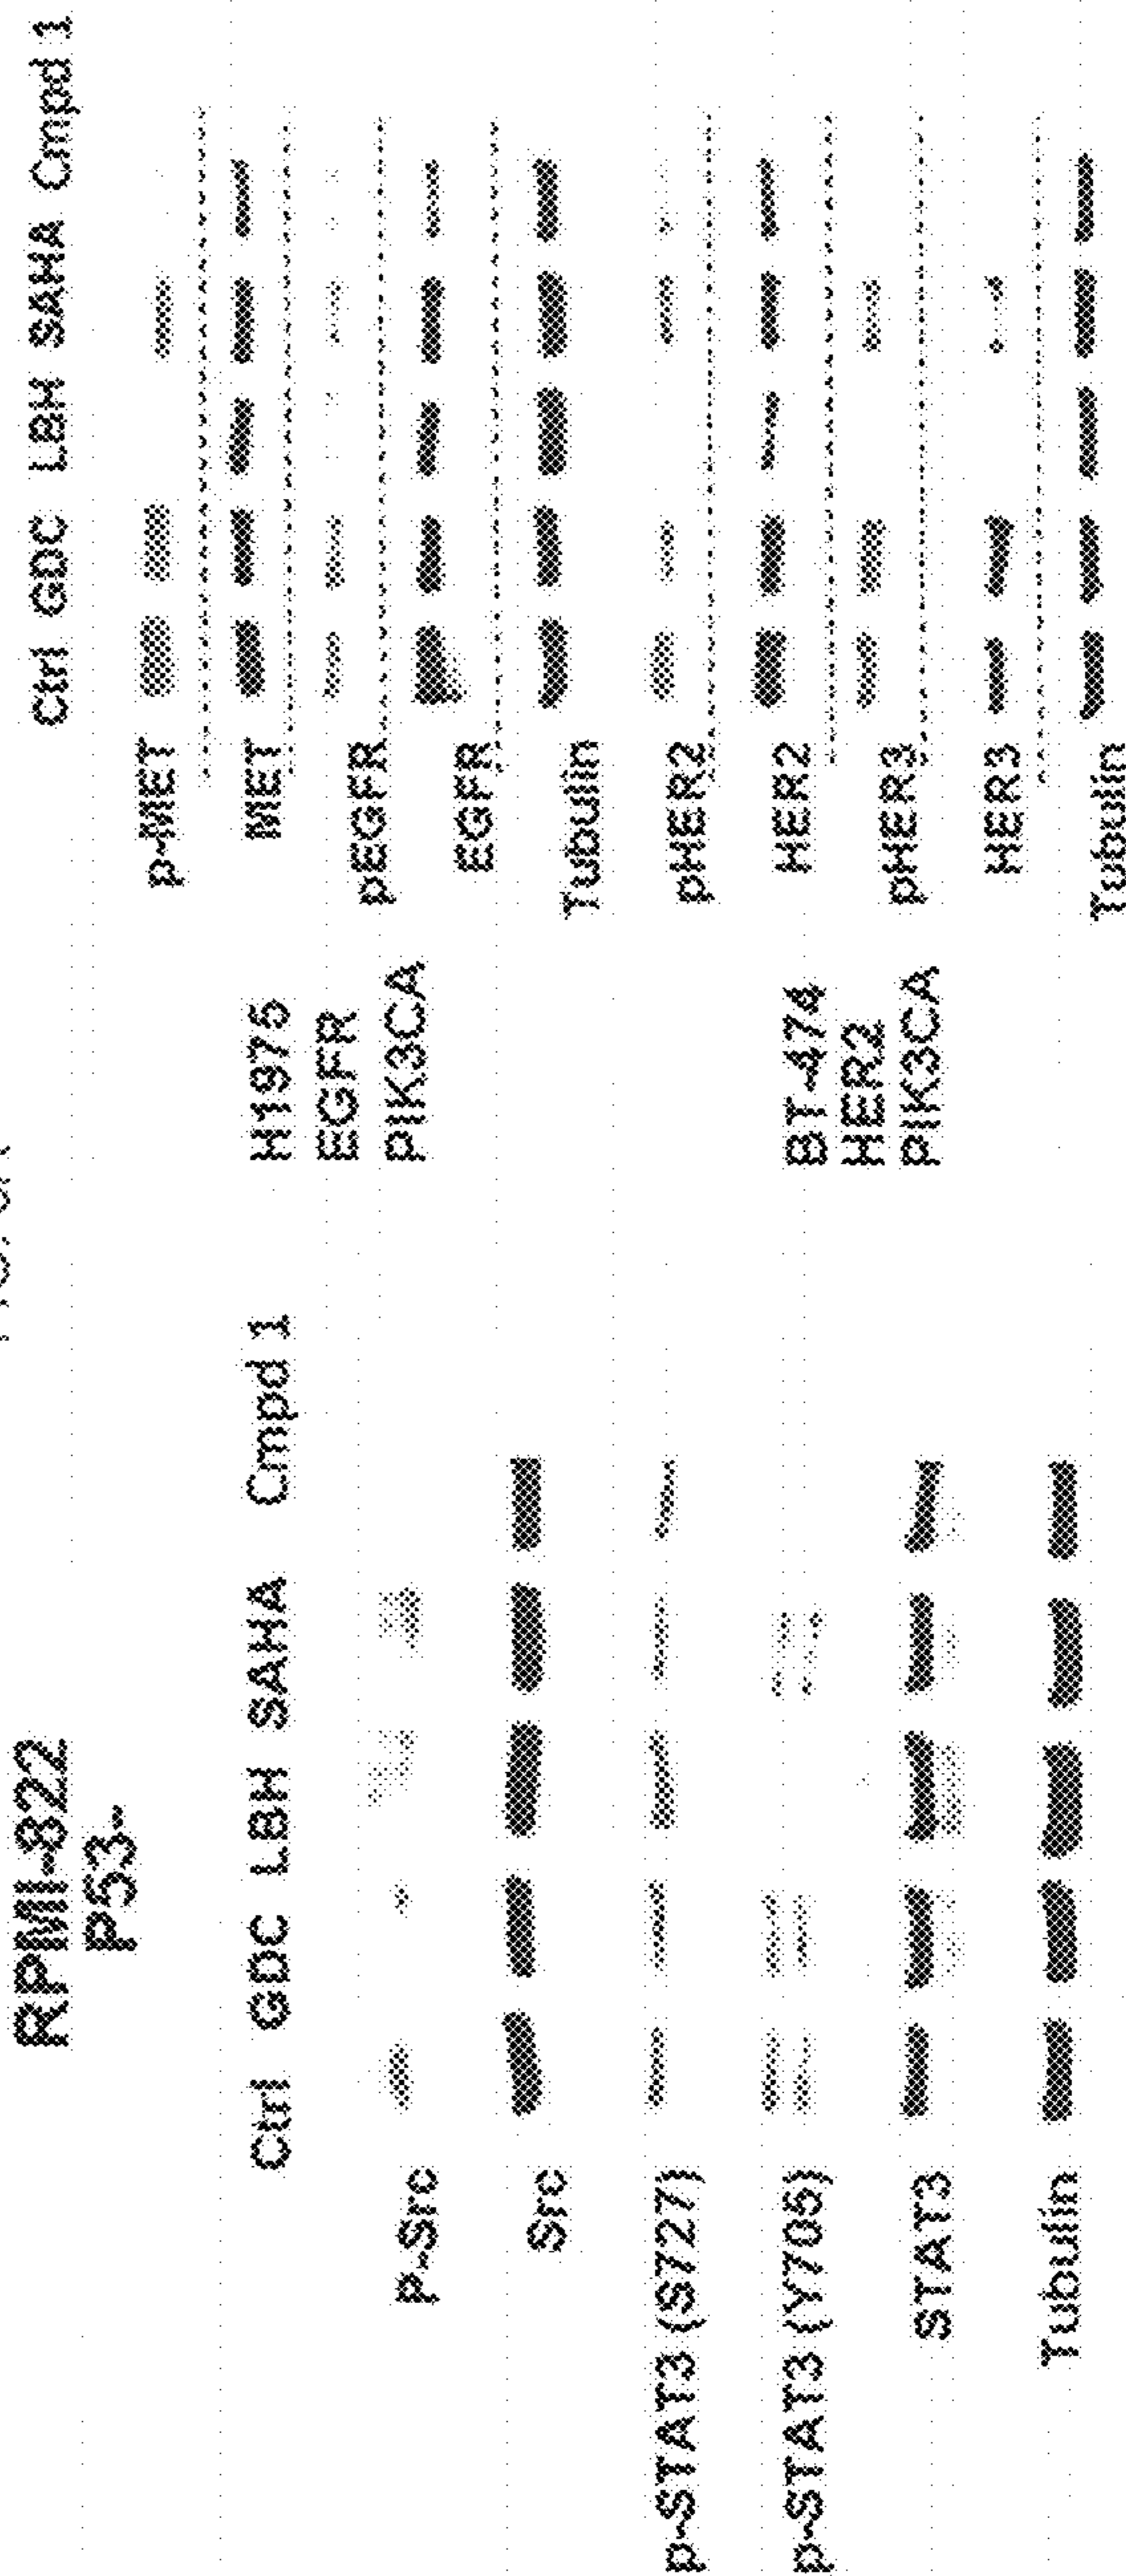 RPMI-822
P53-
Ctrl GDC LBH SAHA Cmpd 1
P-Src
Src
p-STAT3 (S727)
p-STAT3 (Y705)
STAT3
Tubulin
Ctrl GDC LBH SAHA Cmpd 1
H1975
EGFR
PIK3CA
p-MET
MET
pEGFR
EGFR
Tubulin
BT-474
HER2
PIK3CA
pHER2
HER2
pHER3
HER3
Tubulin